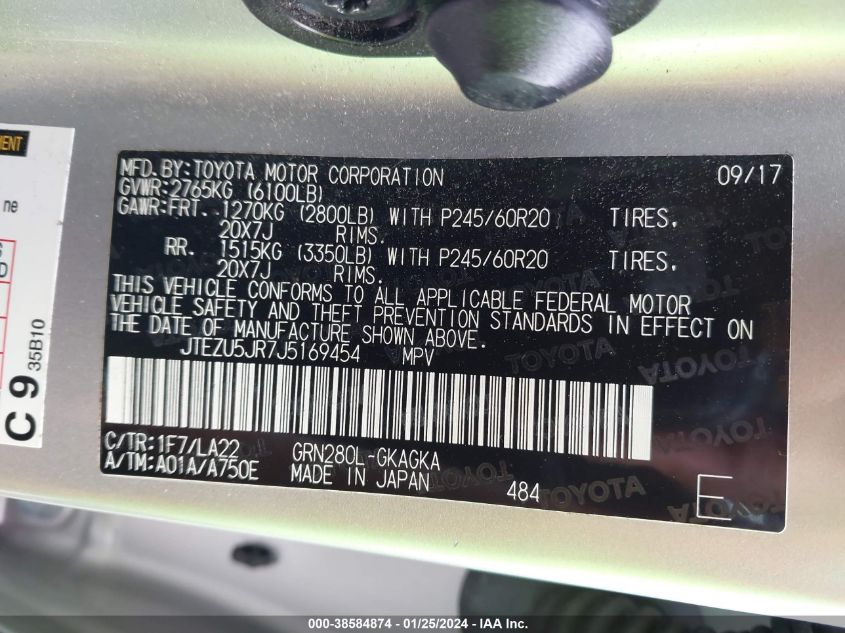 MENT
ne
S
D
C 9
35B10
MFD. BY: TOYOTA MOTOR CORPORATION 09/17
GVWR: 2765KG (6100LB)
GAWR: FRT. 1270KG (2800LB) WITH P245/60R20 TIRES.
20X7J RIMS.
RR. 1515KG (3350LB) WITH P245/60R20 TIRES.
20X7J RIMS.
THIS VEHICLE CONFORMS TO ALL APPLICABLE FEDERAL MOTOR
VEHICLE SAFETY AND THEFT PREVENTION STANDARDS IN EFFECT ON
THE DATE OF MANUFACTURE SHOWN ABOVE.
JTEZU5JR7J5169454 MPV
C/TR: 1F7/LA22 GRN280L-GKAGKA
A/TM: A01A/A750E MADE IN JAPAN 484 E
TOYOTA
000-38584874 - 01/25/2024 - IAA Inc.